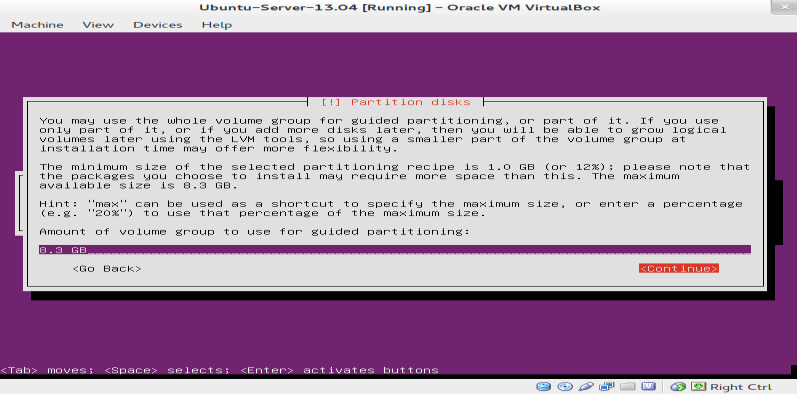 Ubuntu-Server-13.04 [Running] - Oracle VM VirtualBox
Machine View Devices Help
[!] Partition disks
You may use the whole volume group for guided partitioning, or part of it. If you use
only part of it, or if you add more disks later, then you will be able to grow logical
volumes later using the LVM tools, so using a smaller part of the volume group at
installation time may offer more flexibility.
The minimum size of the selected partitioning recipe is 1.0 GB (or 12%); please note that
the packages you choose to install may require more space than this. The maximum
available size is 8.3 GB.
Hint: "max" can be used as a shortcut to specify the maximum size, or enter a percentage
(e.g. "20%") to use that percentage of the maximum size.
Amount of volume group to use for guided partitioning:
8.3 GB
<Go Back> <Continue>
<Tab> moves; <Space> selects; <Enter> activates buttons
Right Ctrl